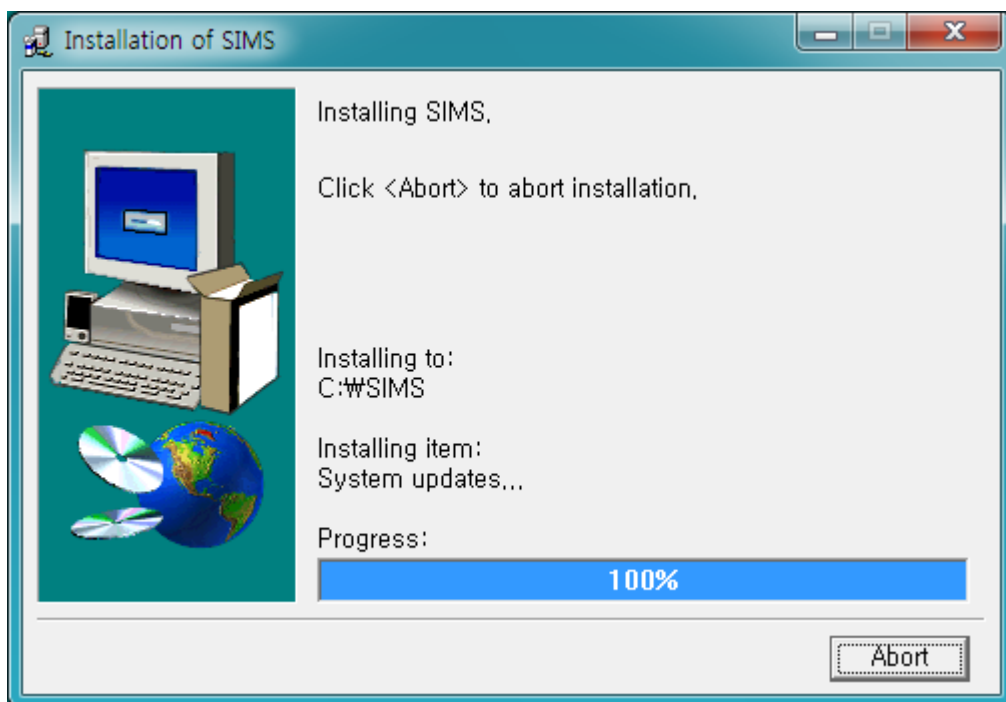 Installation of SIMS
Installing SIMS,
Click <Abort> to abort installation,
Installing to:
C:₩SIMS
Installing item:
System updates,,,
Progress:
100%
Abort